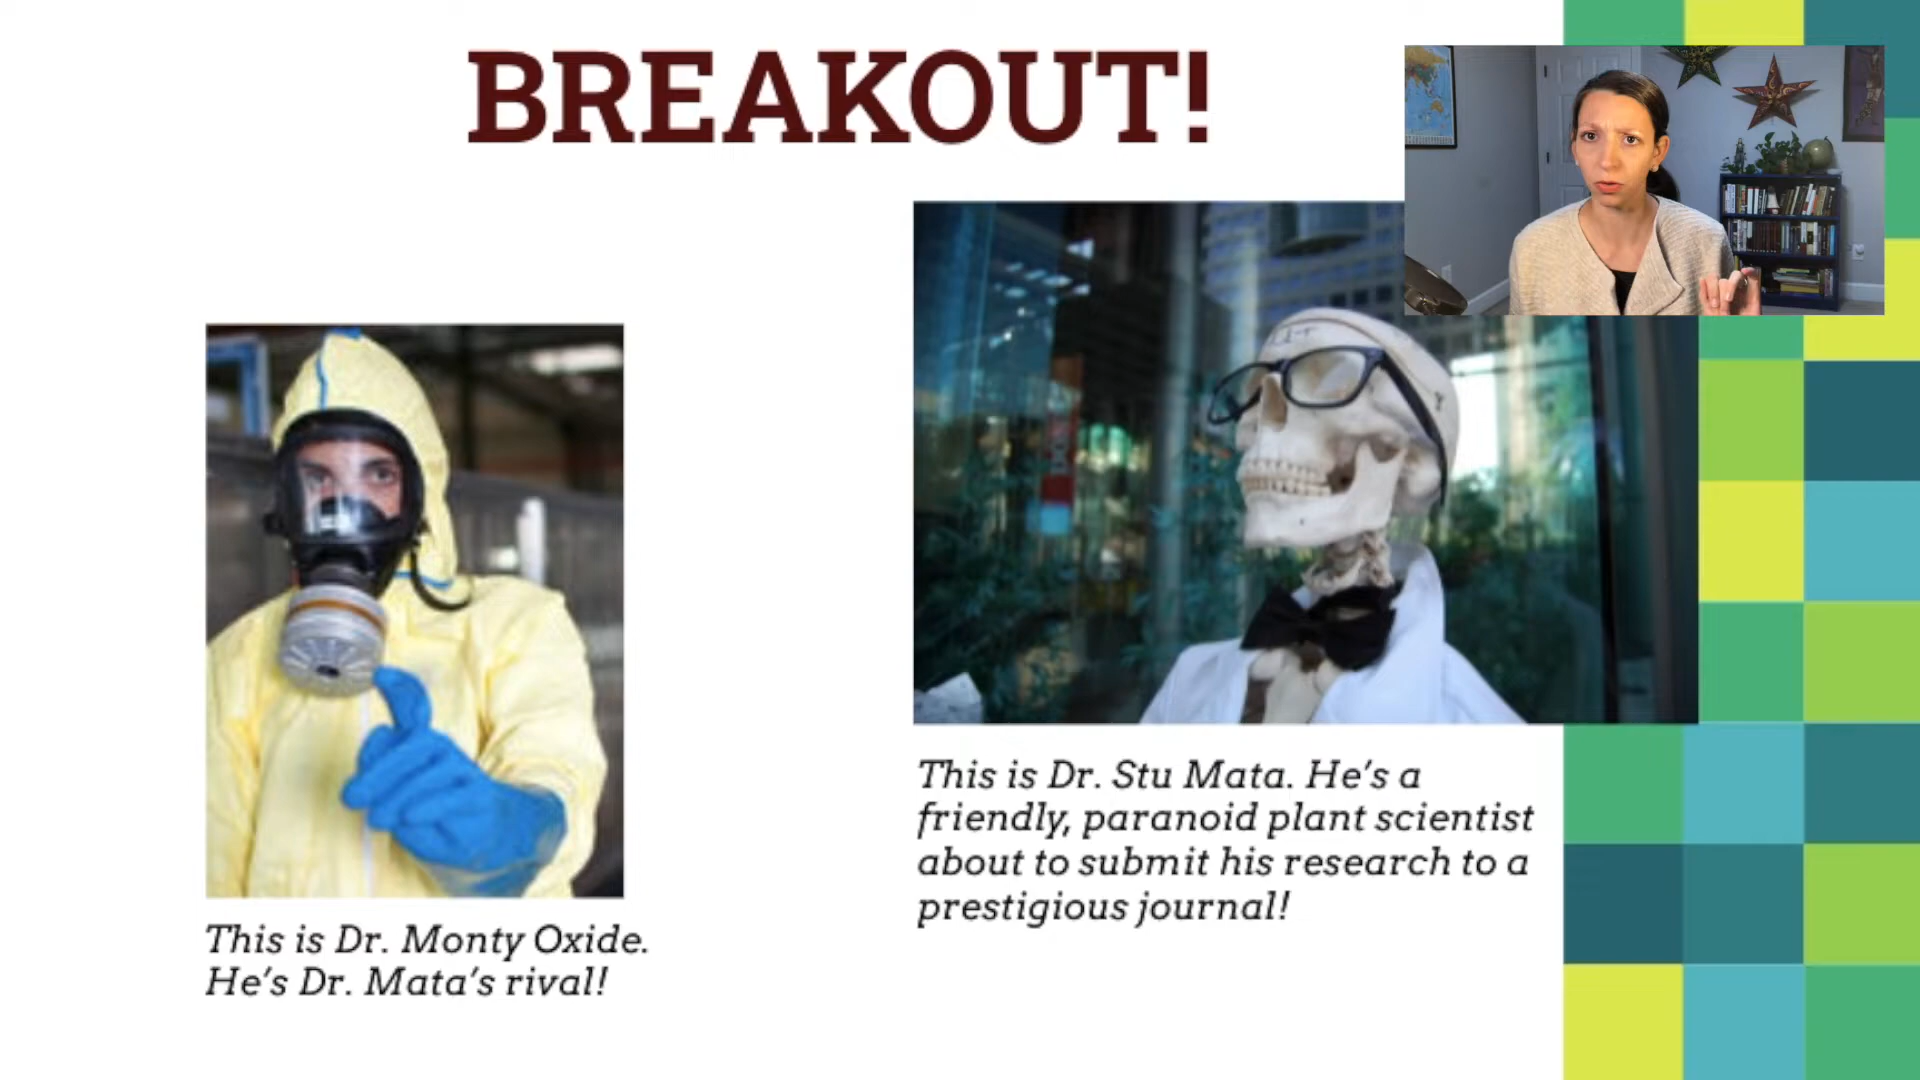 BREAKOUT!
This is Dr. Stu Mata. He's a
friendly, paranoid plant scientist
about to submit his research to a
prestigious journal!
This is Dr. Monty Oxide.
He's Dr. Mata's rival!